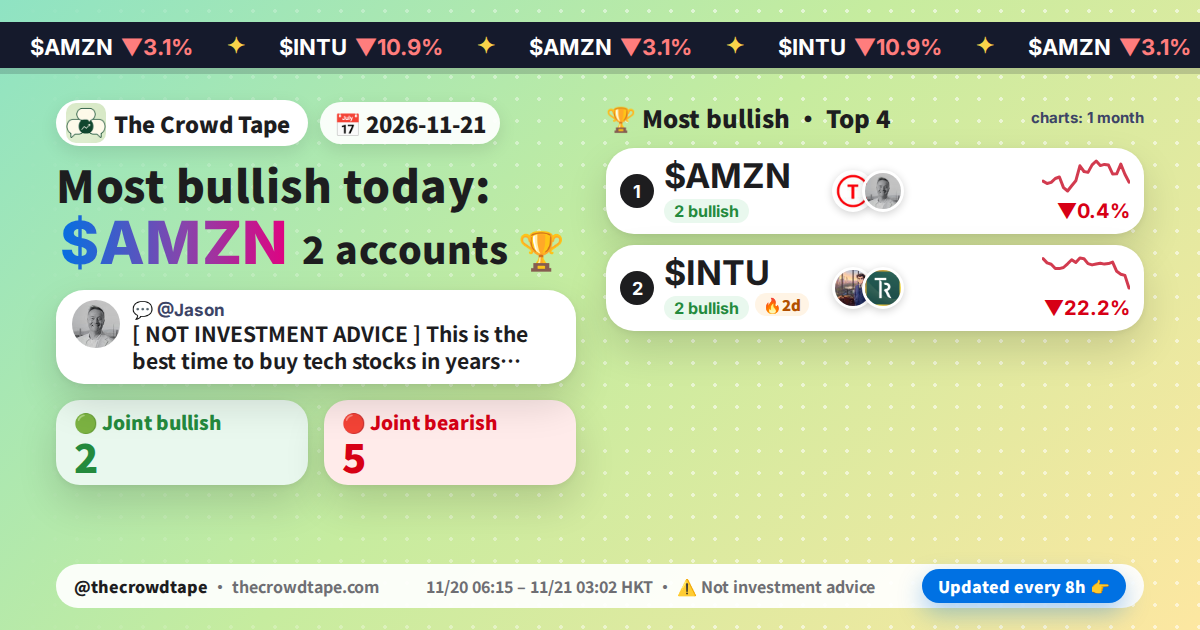 $AMZN ▼3.1% ✦ $INTU ▼10.9% ✦ $AMZN ▼3.1% ✦ $INTU ▼10.9% ✦ $AMZN ▼3.1%
The Crowd Tape
📅 2026-11-21
Most bullish today:
$AMZN 2 accounts 🏆
💬 @Jason
[ NOT INVESTMENT ADVICE ] This is the
best time to buy tech stocks in years…
🟢 Joint bullish
2
🔴 Joint bearish
5
🏆 Most bullish • Top 4
charts: 1 month
1
$AMZN
2 bullish
T
▼0.4%
2
$INTU
2 bullish
🔥2d
TR
▼22.2%
@thecrowdtape • thecrowdtape.com
11/20 06:15 – 11/21 03:02 HKT • ⚠️ Not investment advice
Updated every 8h 👉